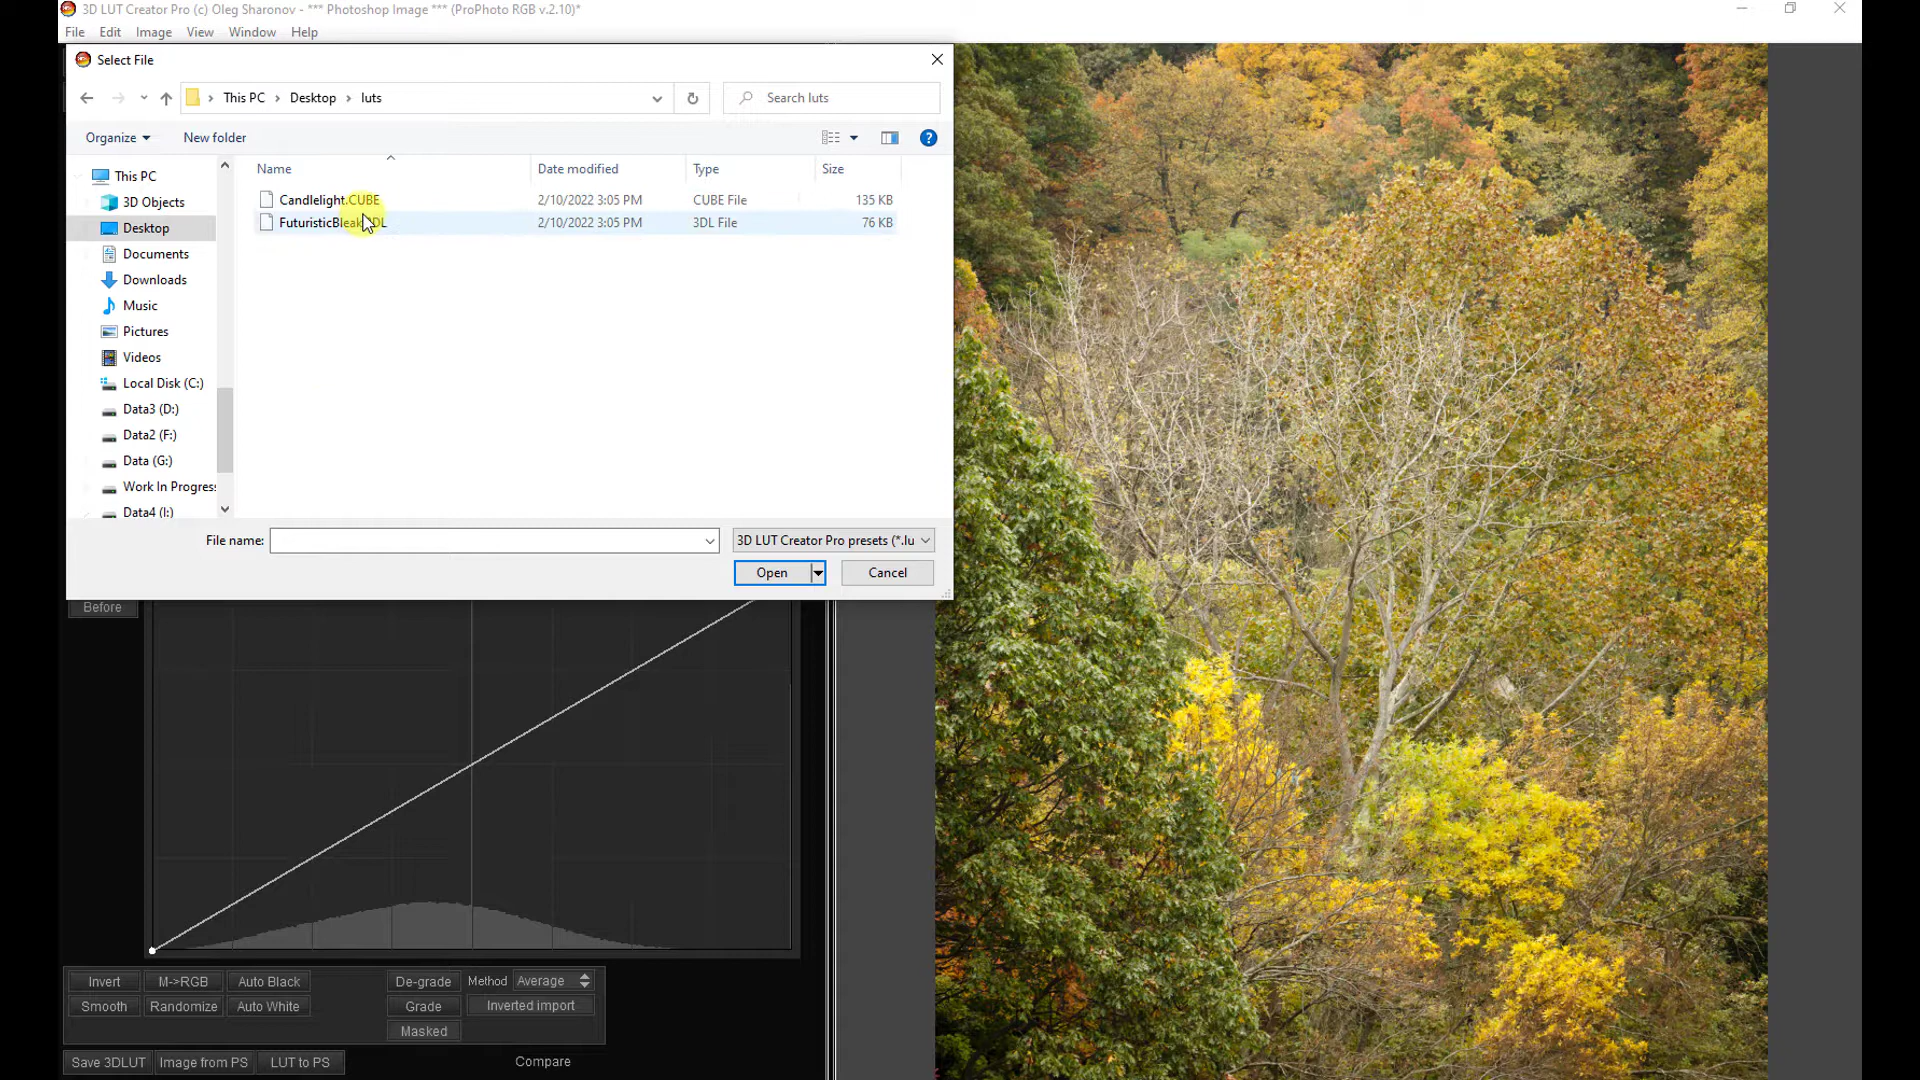 3D LUT Creator Pro (c) Oleg Sharonov - *** Photoshop Image *** (ProPhoto RGB v.2.10)*
File Edit Image View Window Help
Select File
This PC > Desktop > luts
Search luts
Organize New folder
Name Date modified Type Size
Candlelight.CUBE 2/10/2022 3:05 PM CUBE File 135 KB
2/10/2022 3:05 PM 3DL File 76 KB
This PC
3D Objects
Desktop
Documents
Downloads
Music
Pictures
Videos
Local Disk (C:)
Data3 (D:)
Data2 (F:)
Data (G:)
Work In Progress
Data4 (I:)
File name:
3D LUT Creator Pro presets (*.lu
Open Cancel
Before
Invert M->RGB Auto Black De-grade Method Average
Smooth Randomize Auto White Grade Inverted import
Masked
Save 3DLUT Image from PS LUT to PS Compare